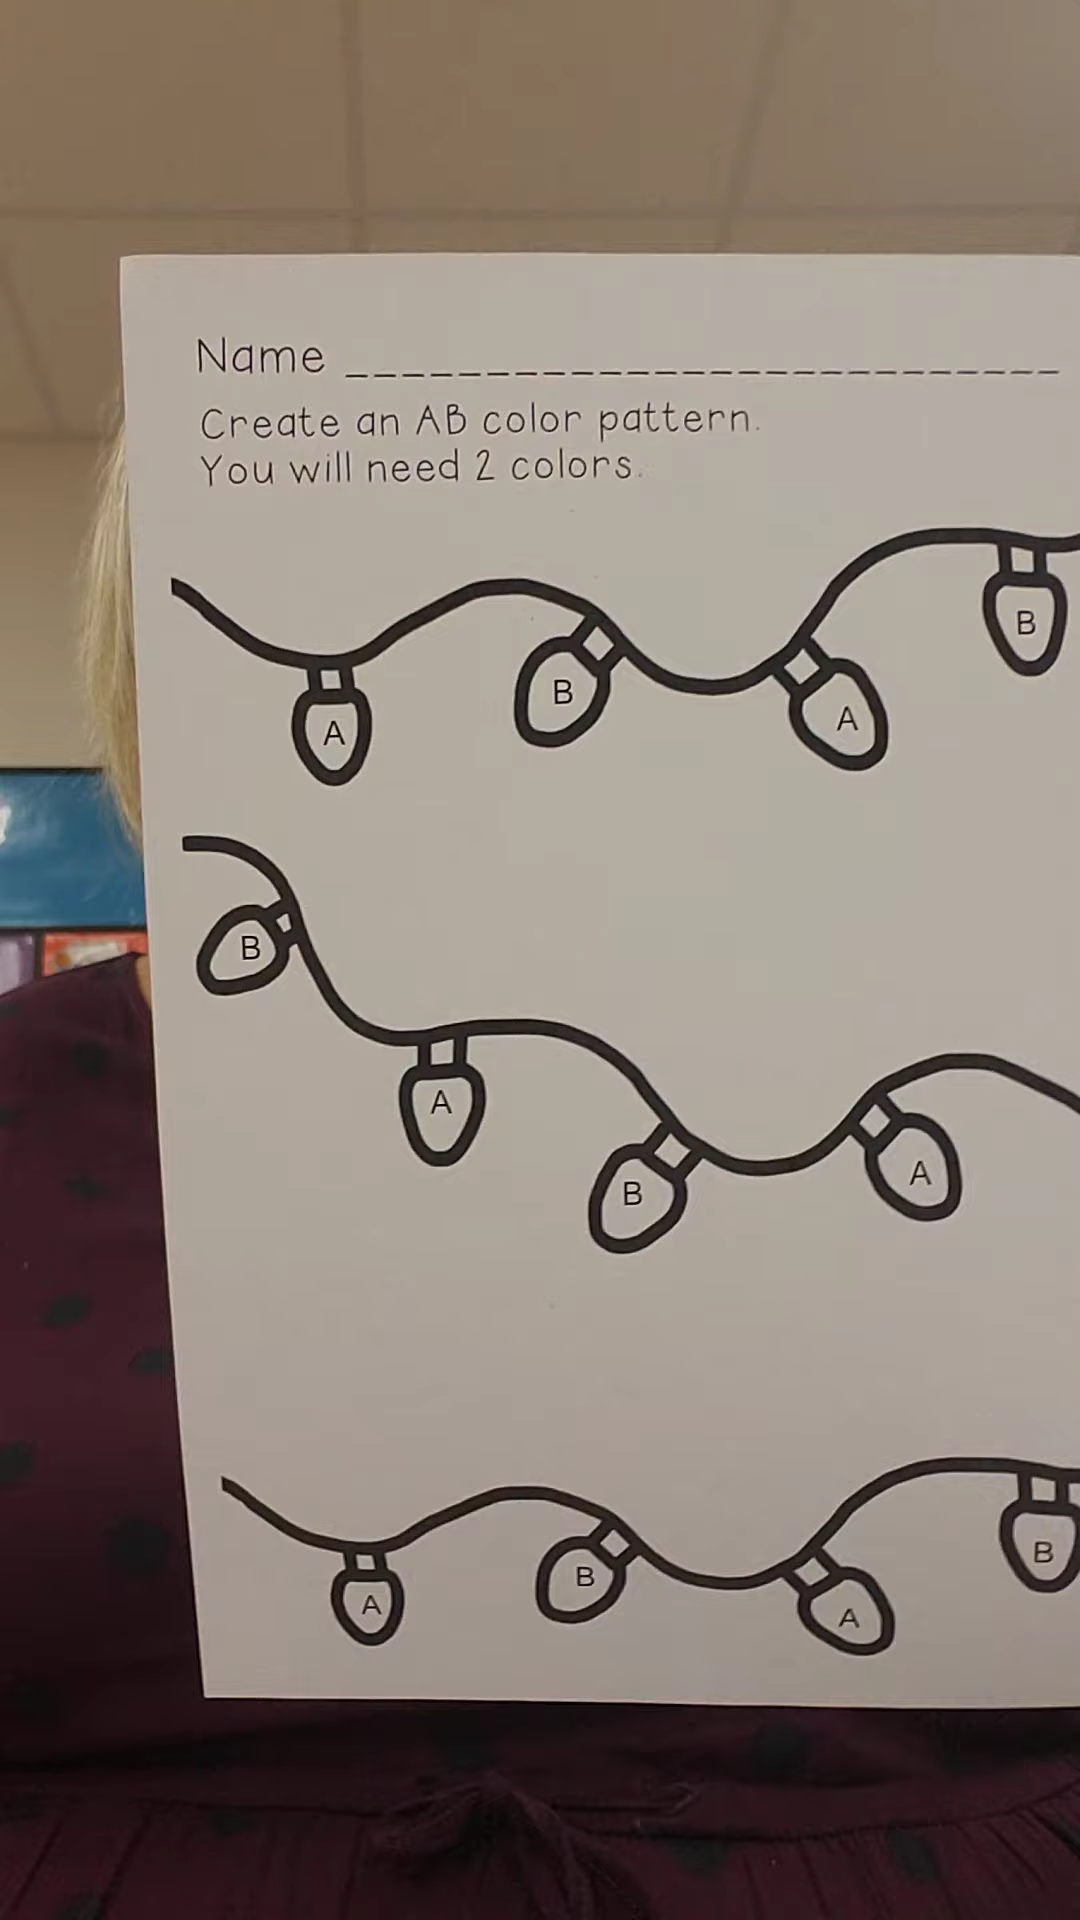 Name
Create an AB color pattern.
You will need 2 colors.
A B A B
B A B A
A B A B